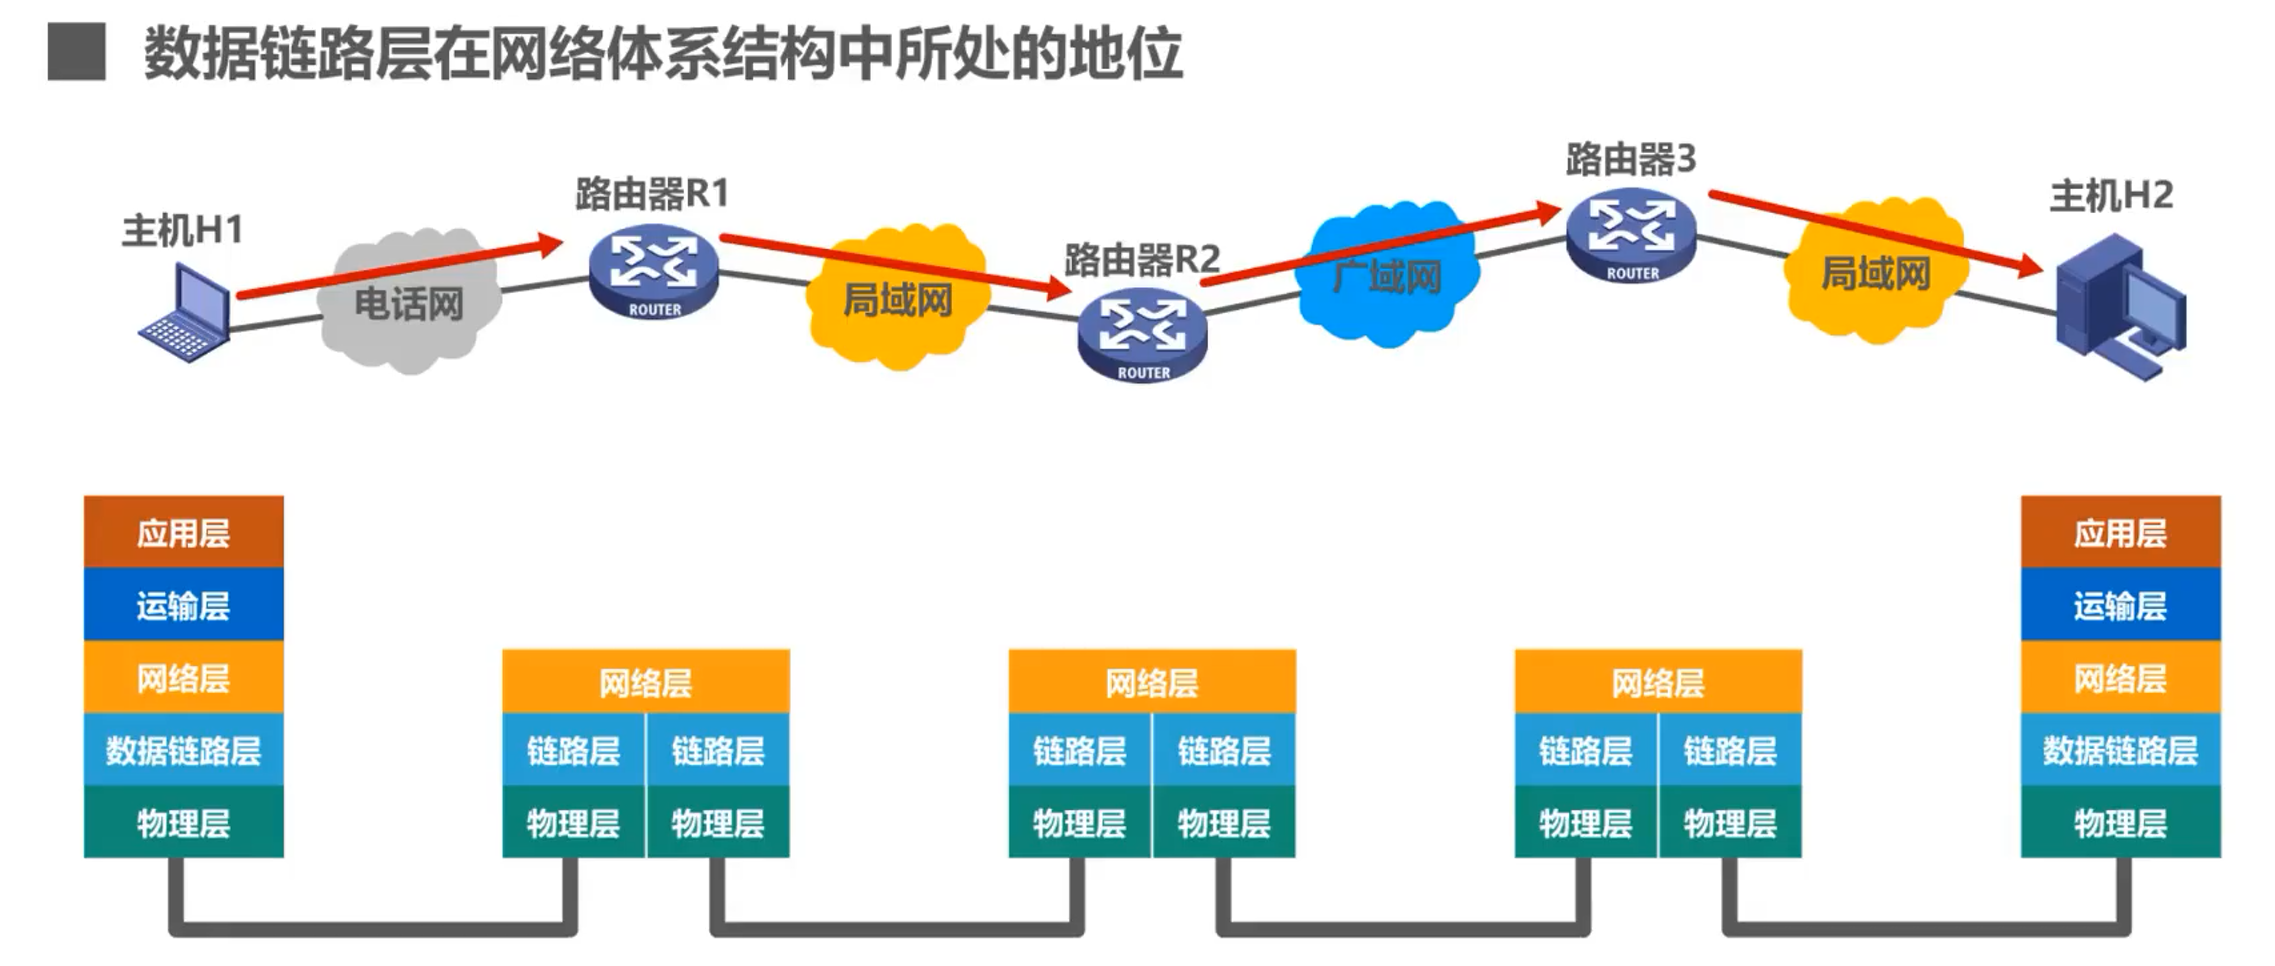 数据链路层在网络体系结构中所处的地位
主机H1
电话网
路由器R1
ROUTER
局域网
路由器R2
ROUTER
广域网
路由器3
ROUTER
局域网
主机H2
应用层
运输层
网络层
数据链路层
物理层
网络层
链路层 链路层
物理层 物理层
网络层
链路层 链路层
物理层 物理层
网络层
链路层 链路层
物理层 物理层
应用层
运输层
网络层
数据链路层
物理层